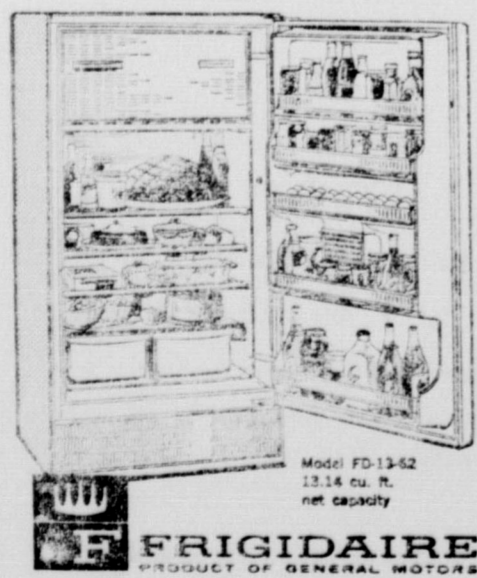 Model FD-13-62
13.14 cu. ft.
net capacity
F
FRIGIDAIRE
PRODUCT OF GENERAL MOTORS